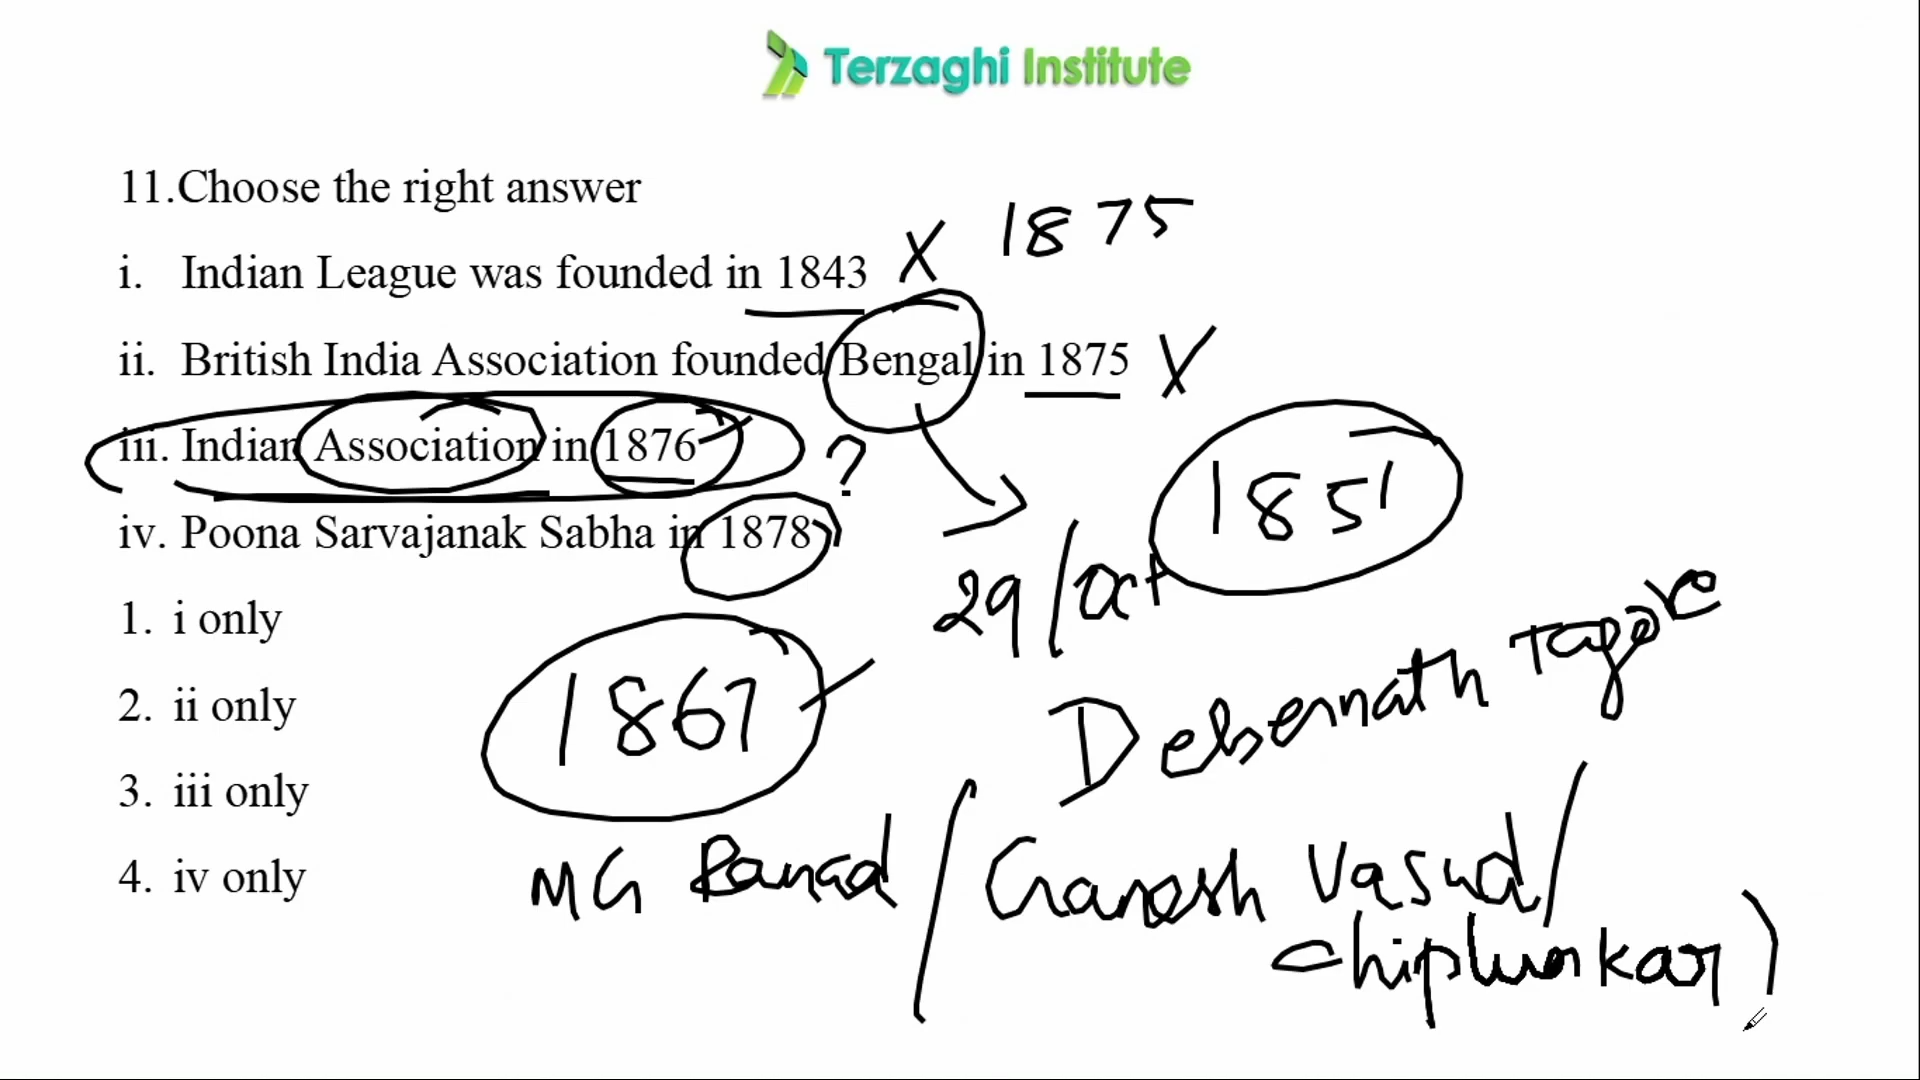 Terzaghi Institute
11.Choose the right answer
1875
i. Indian League was founded in 1843 X
ii. British India Association founded Bengal in 1875 X
iii. Indian Association in 1876
?
1851
iv. Poona Sarvajanak Sabha in 1878
29/oct
1. i only
Debernath Tagore
1867
2. ii only
3. iii only
4. iv only
MG Ranad / Ganesh Vasud/
chiplunkar)